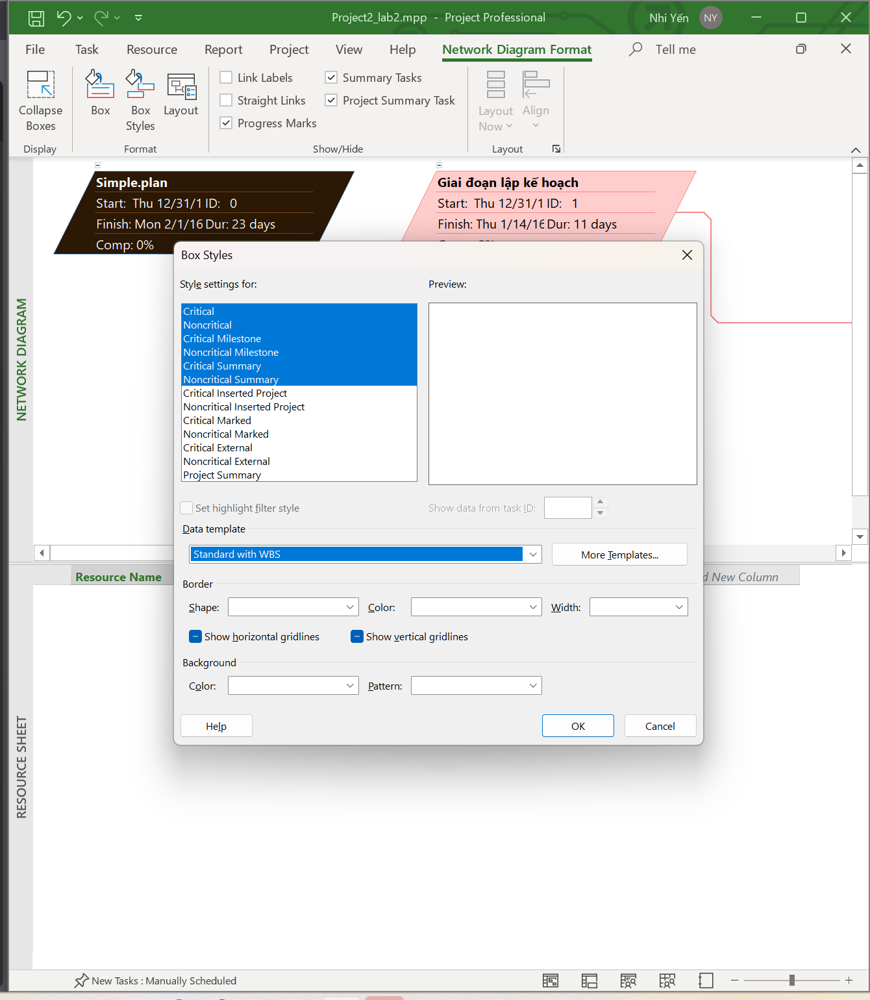 Project2_lab2.mpp - Project Professional
Nhi Yến NY
File Task Resource Report Project View Help Network Diagram Format Tell me
Collapse Boxes
Box
Box Styles
Layout
Link Labels
Straight Links
Progress Marks
Summary Tasks
Project Summary Task
Layout Now
Align
Display
Format
Show/Hide
Layout
NETWORK DIAGRAM
Simple.plan
Start: Thu 12/31/1 ID: 0
Finish: Mon 2/1/16 Dur: 23 days
Comp: 0%
Giai đoạn lập kế hoạch
Start: Thu 12/31/1 ID: 1
Finish: Thu 1/14/16 Dur: 11 days
Box Styles
Style settings for:
Preview:
Critical
Noncritical
Critical Milestone
Noncritical Milestone
Critical Summary
Noncritical Summary
Critical Inserted Project
Noncritical Inserted Project
Critical Marked
Noncritical Marked
Critical External
Noncritical External
Project Summary
Set highlight filter style
Show data from task ID:
Data template
Standard with WBS
More Templates...
Border
Shape:
Color:
Width:
Show horizontal gridlines
Show vertical gridlines
Background
Color:
Pattern:
Help
OK
Cancel
Resource Name
New Column
RESOURCE SHEET
New Tasks : Manually Scheduled